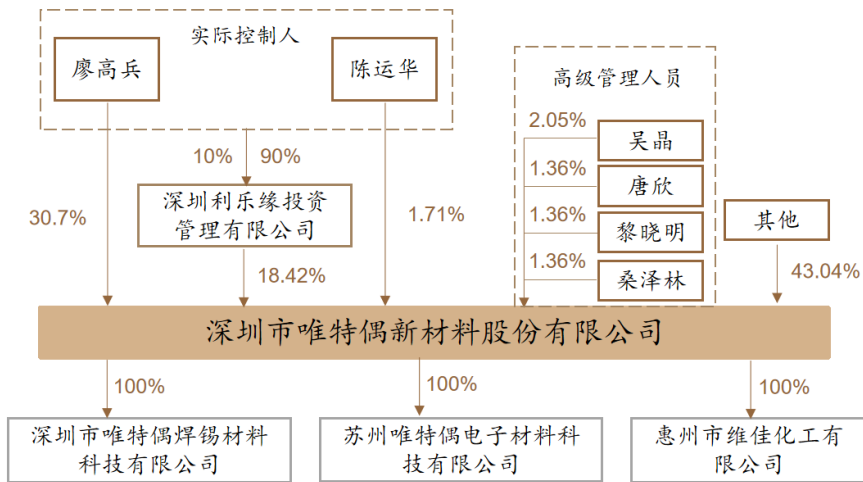 实际控制人
廖高兵
陈运华
高级管理人员
2.05%
吴晶
1.36%
唐欣
1.36%
黎晓明
1.36%
桑泽林
10%
90%
深圳利乐缘投资
管理有限公司
30.7%
1.71%
18.42%
其他
43.04%
深圳市唯特偶新材料股份有限公司
100%
100%
100%
深圳市唯特偶焊锡材料
科技有限公司
苏州唯特偶电子材料科
技有限公司
惠州市维佳化工有
限公司